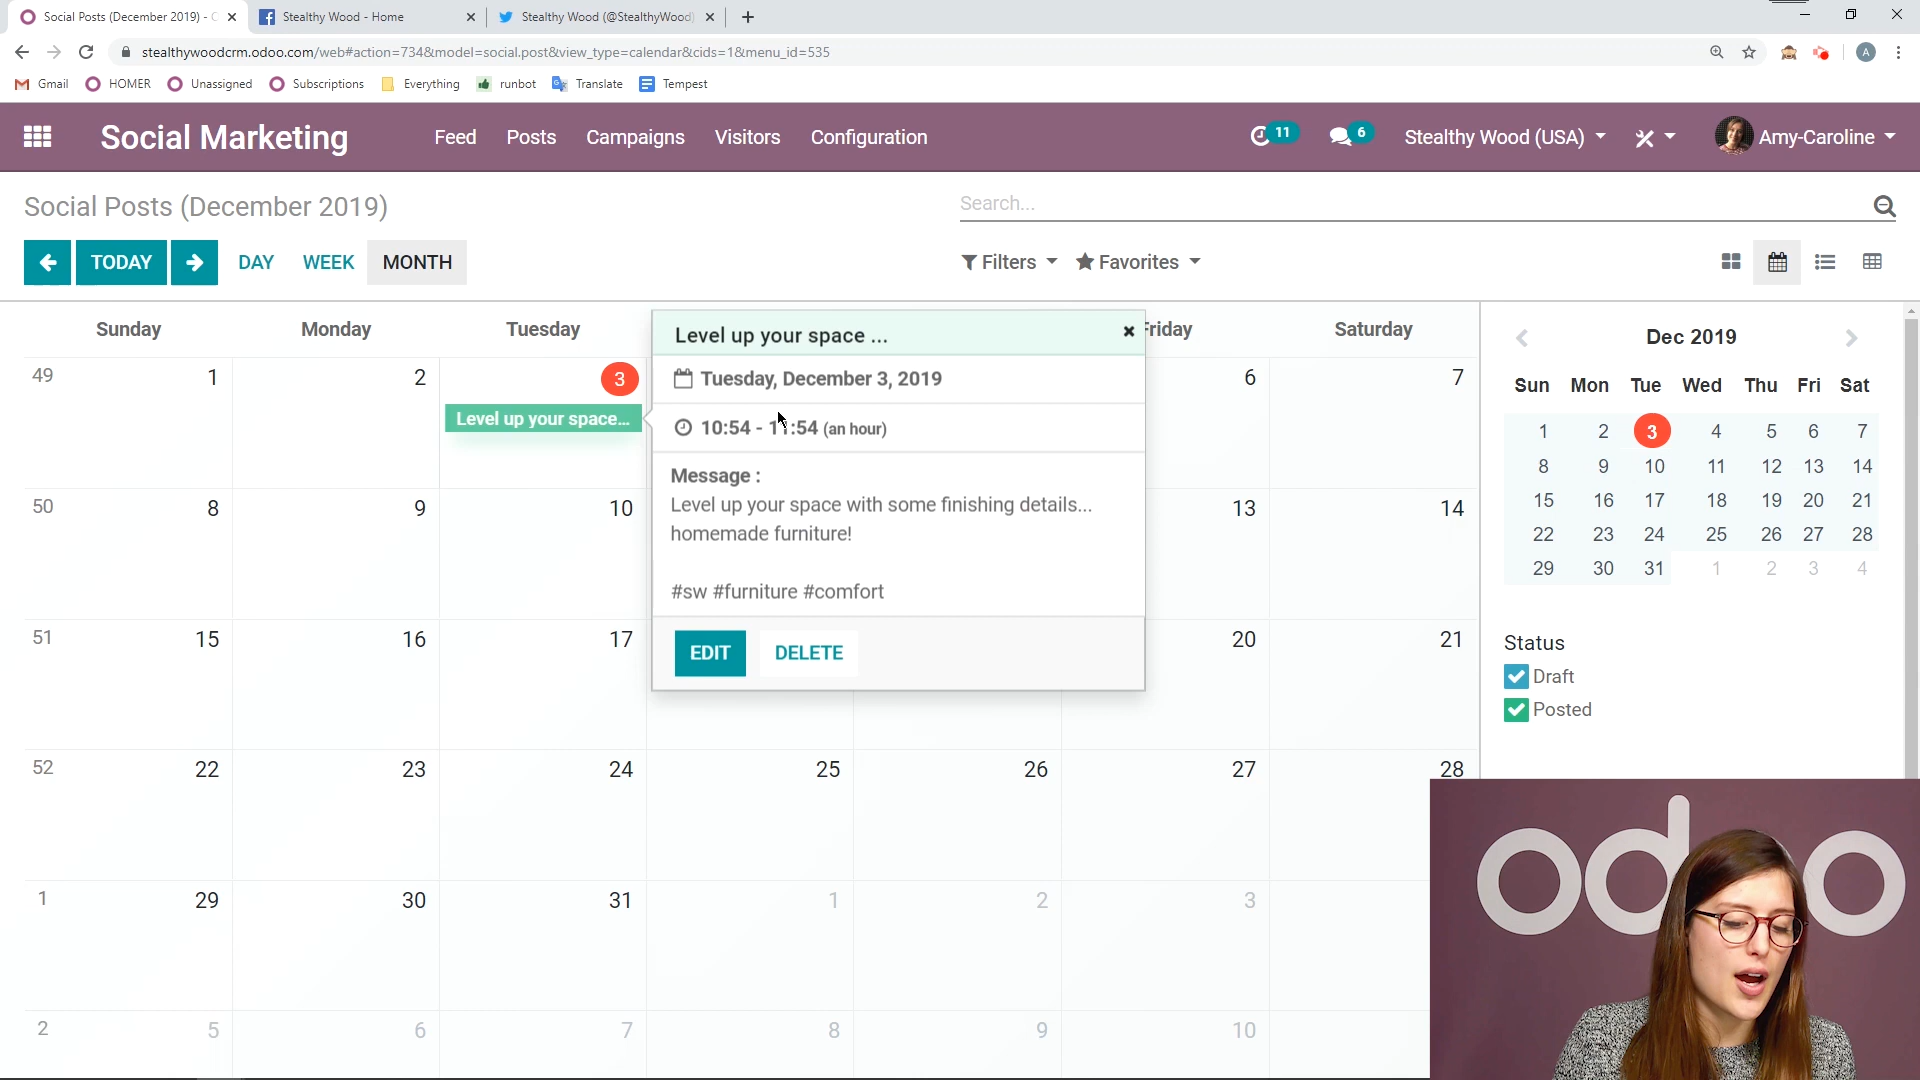 Social Posts (December 2019) - C
Stealthy Wood - Home
Stealthy Wood (@StealthyWood)
stealthywoodcrm.odoo.com/web#action=734&model=social.post&view_type=calendar&cids=1&menu_id=535
A
Gmail HOMER Unassigned Subscriptions Everything runbot Translate Tempest
Social Marketing Feed Posts Campaigns Visitors Configuration 11 6 Stealthy Wood (USA) Amy-Caroline
Social Posts (December 2019)
Search...
TODAY DAY WEEK MONTH
Filters Favorites
Sunday Monday Tuesday Friday Saturday
49 1 2 3 6 7
Level up your space...
50 8 9 10 13 14
51 15 16 17 20 21
52 22 23 24 25 26 27 28
1 29 30 31 1 2 3
2 5 6 7 8 9 10
Level up your space ...
Tuesday, December 3, 2019
10:54 - 11:54 (an hour)
Message :
Level up your space with some finishing details...
homemade furniture!
#sw #furniture #comfort
EDIT DELETE
Dec 2019
Sun Mon Tue Wed Thu Fri Sat
1 2 3 4 5 6 7
8 9 10 11 12 13 14
15 16 17 18 19 20 21
22 23 24 25 26 27 28
29 30 31 1 2 3 4
Status
Draft
Posted
odoo